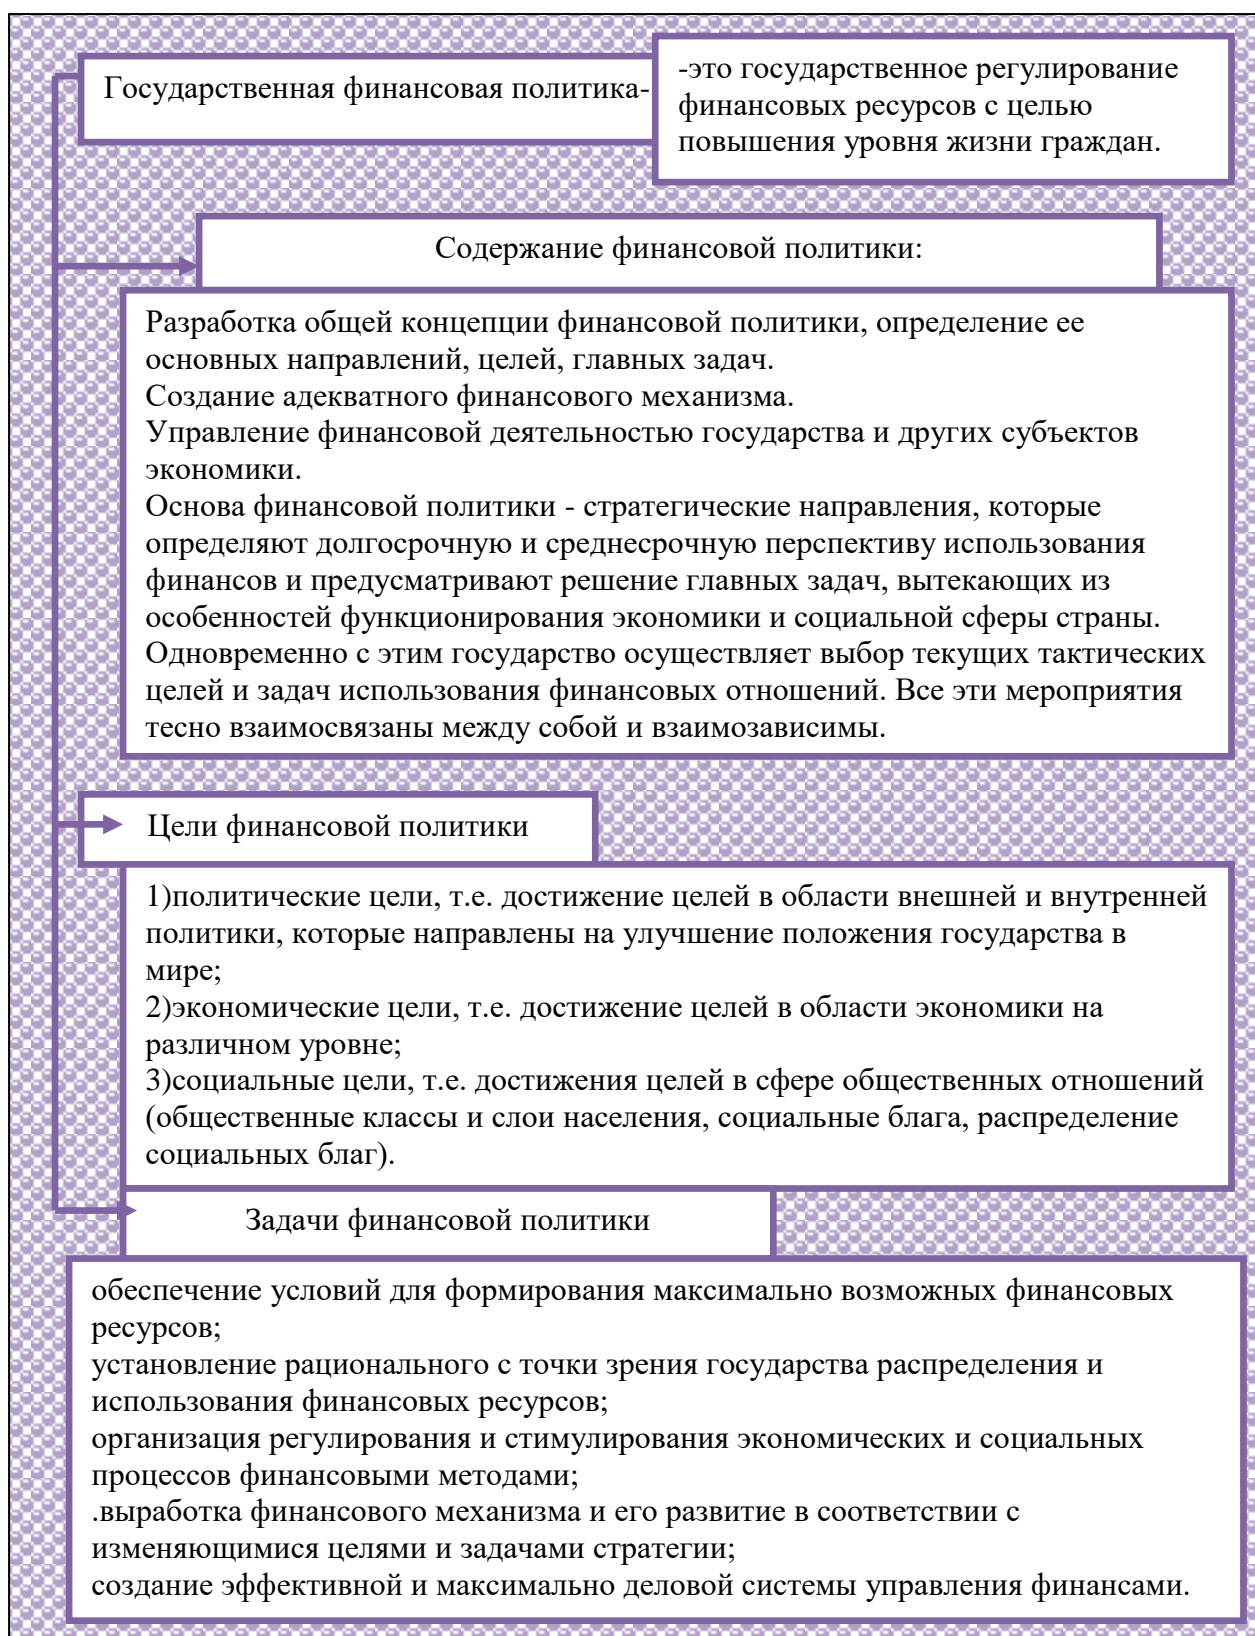 Государственная финансовая политика-
-это государственное регулирование
финансовых ресурсов с целью
повышения уровня жизни граждан.
Содержание финансовой политики:
Разработка общей концепции финансовой политики, определение ее
основных направлений, целей, главных задач.
Создание адекватного финансового механизма.
Управление финансовой деятельностью государства и других субъектов
экономики.
Основа финансовой политики - стратегические направления, которые
определяют долгосрочную и среднесрочную перспективу использования
финансов и предусматривают решение главных задач, вытекающих из
особенностей функционирования экономики и социальной сферы страны.
Одновременно с этим государство осуществляет выбор текущих тактических
целей и задач использования финансовых отношений. Все эти мероприятия
тесно взаимосвязаны между собой и взаимозависимы.
Цели финансовой политики
1)политические цели, т.е. достижение целей в области внешней и внутренней
политики, которые направлены на улучшение положения государства в
мире;
2)экономические цели, т.е. достижение целей в области экономики на
различном уровне;
3)социальные цели, т.е. достижения целей в сфере общественных отношений
(общественные классы и слои населения, социальные блага, распределение
социальных благ).
Задачи финансовой политики
обеспечение условий для формирования максимально возможных финансовых
ресурсов;
установление рационального с точки зрения государства распределения и
использования финансовых ресурсов;
организация регулирования и стимулирования экономических и социальных
процессов финансовыми методами;
.выработка финансового механизма и его развитие в соответствии с
изменяющимися целями и задачами стратегии;
создание эффективной и максимально деловой системы управления финансами.